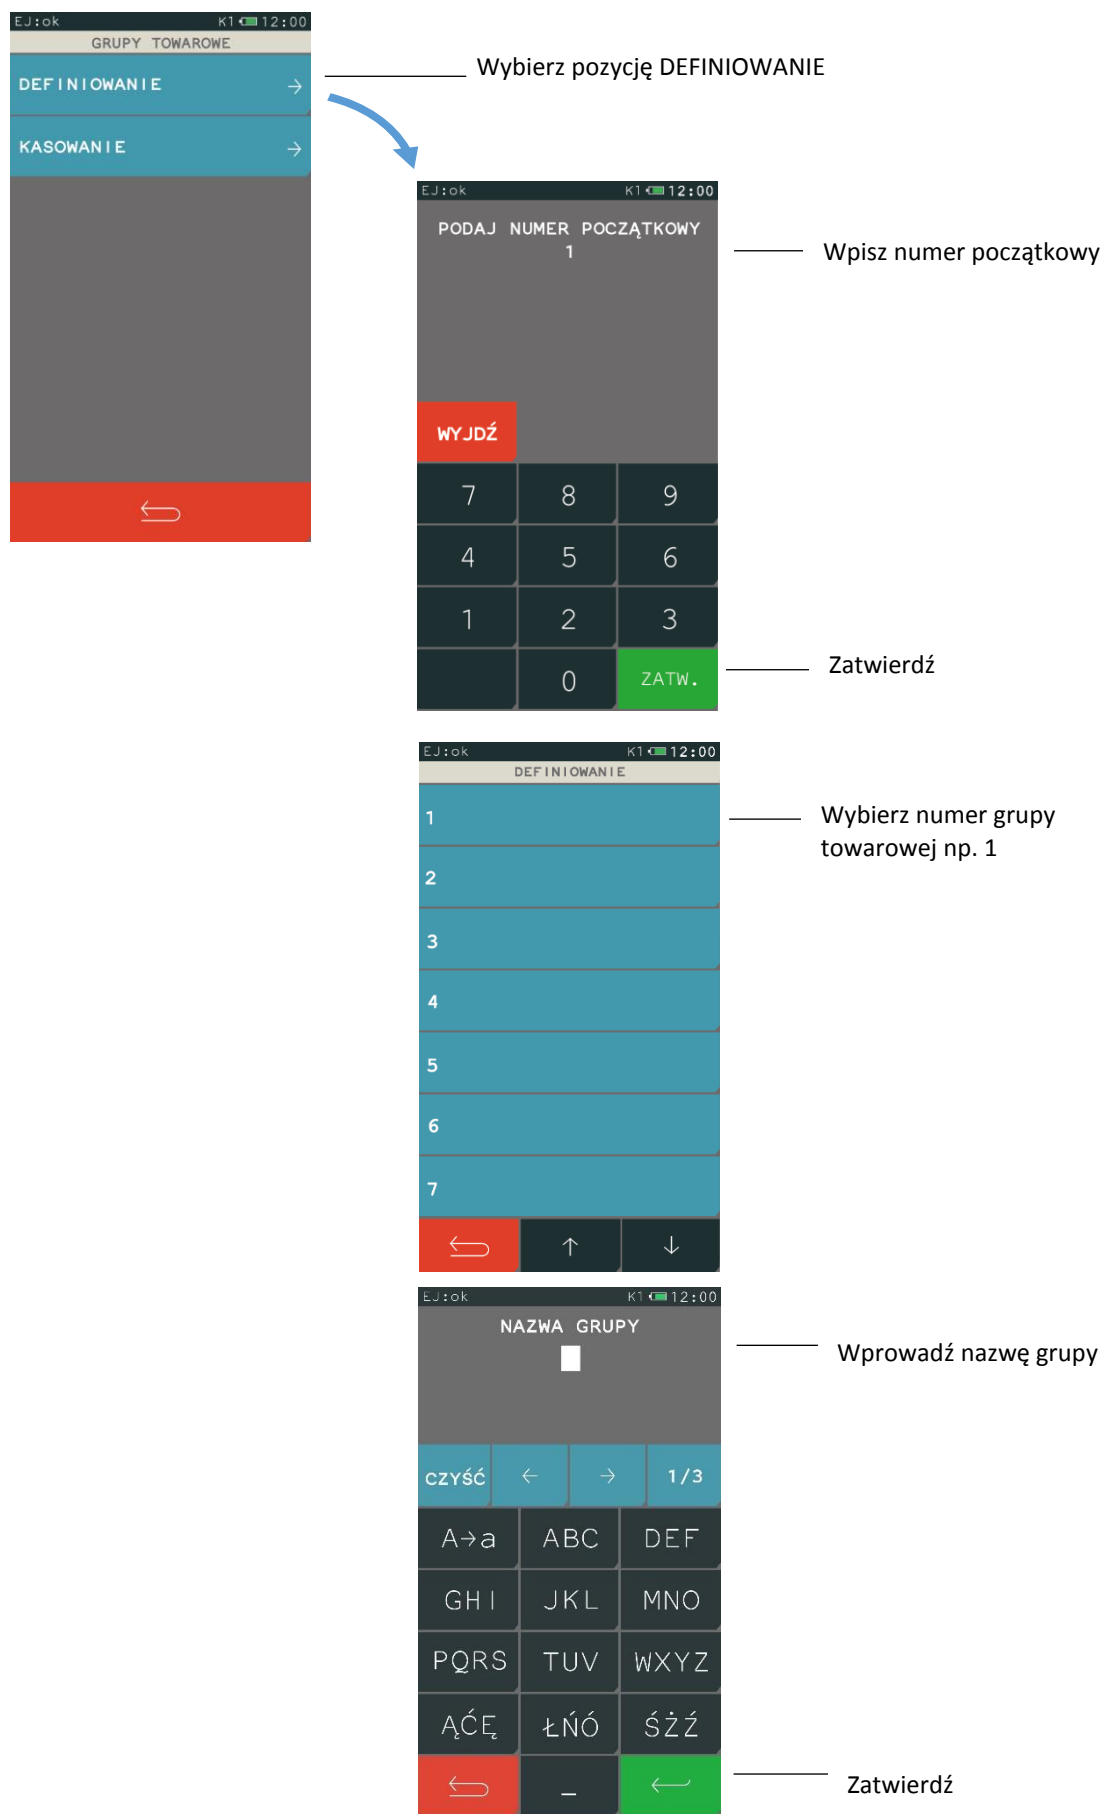 EJ:ok K1 12:00
GRUPY TOWAROWE
DEFINIOWANIE →
KASOWANIE →
Wybierz pozycję DEFINIOWANIE
EJ:ok K1 12:00
PODAJ NUMER POCZĄTKOWY
1
Wpisz numer początkowy
WYJDŹ
7 8 9
4 5 6
1 2 3
0 ZATW.
Zatwierdź
EJ:ok K1 12:00
DEFINIOWANIE
1
Wybierz numer grupy
towarowej np. 1
2
3
4
5
6
7
↑ ↓
EJ:ok K1 12:00
NAZWA GRUPY
Wprowadź nazwę grupy
CZYŚĆ ← → 1/3
A→a ABC DEF
GHI JKL MNO
PQRS TUV WXYZ
ĄĆĘ ŁŃÓ ŚŻŹ
_
Zatwierdź